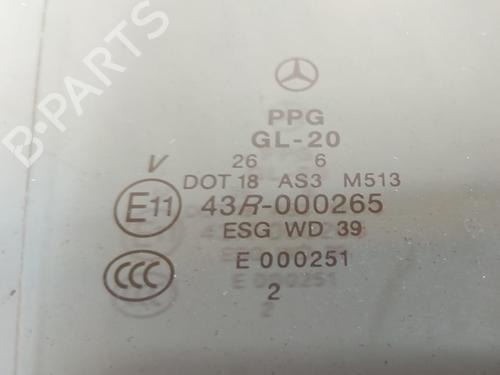 PPG
GL-20
V 26 6
DOT 18 AS3 M513
E11 43R-000265
ESG WD 39
CCC E 000251
2
B-PARTS